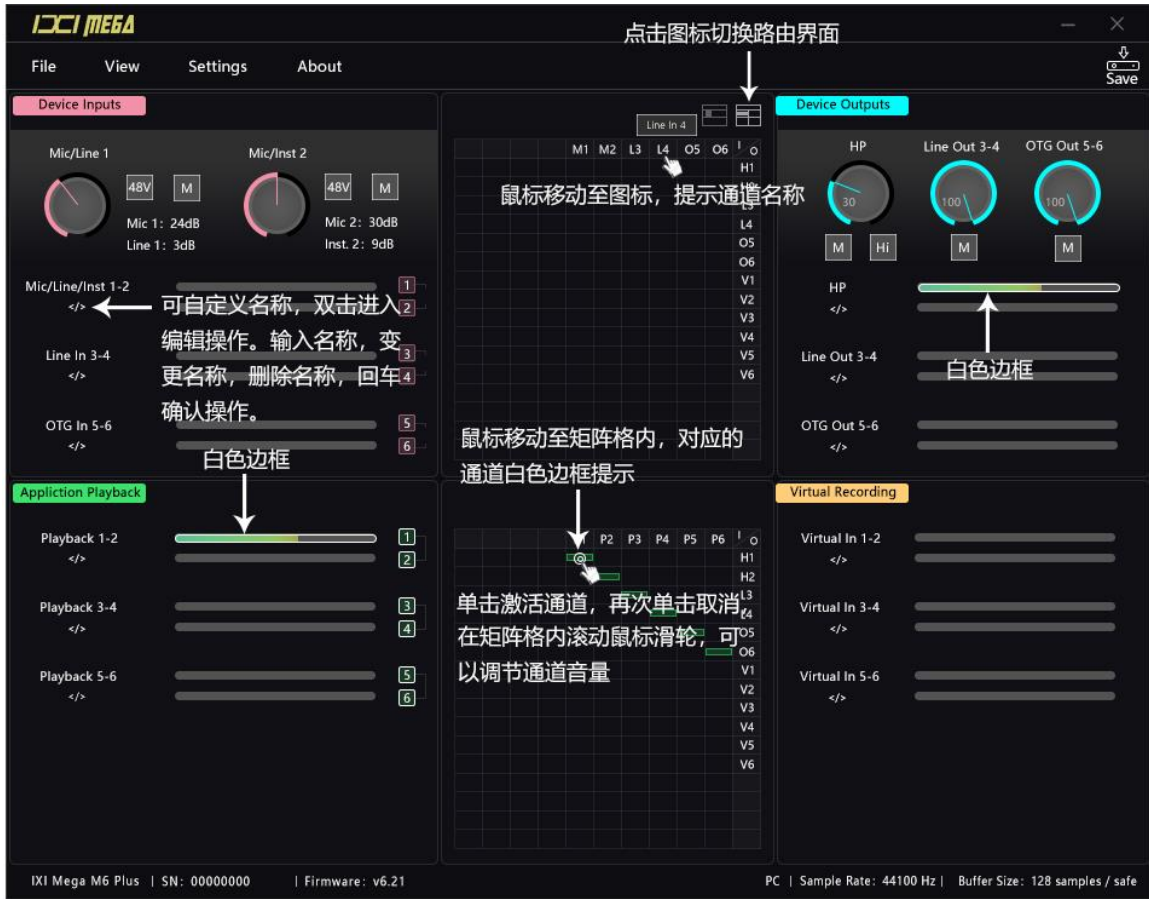 IXI MEGA
点击图标切换路由界面
File View Settings About
Save
Device Inputs
Mic/Line 1
Mic/Inst 2
48V M
48V M
Mic 1: 24dB
Line 1: 3dB
Mic 2: 30dB
Inst. 2: 9dB
Mic/Line/Inst 1-2
1
</>
2
可自定义名称，双击进入
编辑操作。输入名称，变
更名称，删除名称，回车
确认操作。
Line In 3-4
3
</>
4
OTG In 5-6
5
</>
6
白色边框
Line In 4
M1 M2 L3 L4 O5 O6 I O
鼠标移动至图标，提示通道名称
H1
L4
O5
O6
V1
V2
V3
V4
V5
V6
鼠标移动至矩阵格内，对应的
通道白色边框提示
Device Outputs
HP
Line Out 3-4
OTG Out 5-6
30
100
100
M Hi
M
M
HP
</>
Line Out 3-4
</>
白色边框
OTG Out 5-6
</>
Appliction Playback
Playback 1-2
1
</>
2
Playback 3-4
3
</>
4
Playback 5-6
5
</>
6
P2 P3 P4 P5 P6 I O
H1
H2
L3
L4
O5
O6
V1
V2
V3
V4
V5
V6
单击激活通道，再次单击取消，
在矩阵格内滚动鼠标滑轮，可
以调节通道音量
Virtual Recording
Virtual In 1-2
</>
Virtual In 3-4
</>
Virtual In 5-6
</>
IXI Mega M6 Plus | SN: 00000000 | Firmware: v6.21
PC | Sample Rate: 44100 Hz | Buffer Size: 128 samples / safe